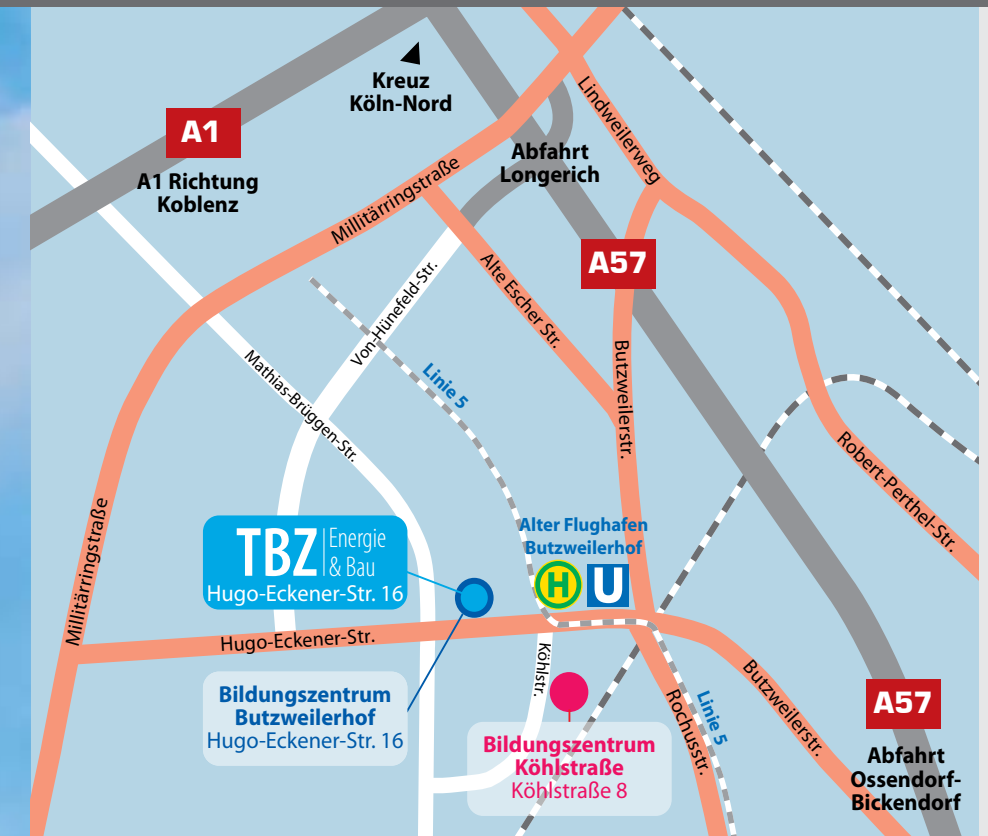 Kreuz
Köln-Nord
A1
A1 Richtung
Koblenz
Lindweilerweg
Abfahrt
Longerich
Millitärringstraße
A57
Von-Hünefeld-Str.
Alte Escher Str.
Butzweilerstr.
Linie 5
Mathias-Brüggen-Str.
Robert-Perthel-Str.
Millitärringstraße
TBZ Energie
& Bau
Hugo-Eckener-Str. 16
Alter Flughafen
Butzweilerhof
H U
Hugo-Eckener-Str.
Köhlstr.
Bildungszentrum
Butzweilerhof
Hugo-Eckener-Str. 16
Bildungszentrum
Köhlstraße
Köhlstraße 8
Rochusstr.
Linie 5
Butzweilerstr.
A57
Abfahrt
Ossendorf-
Bickendorf